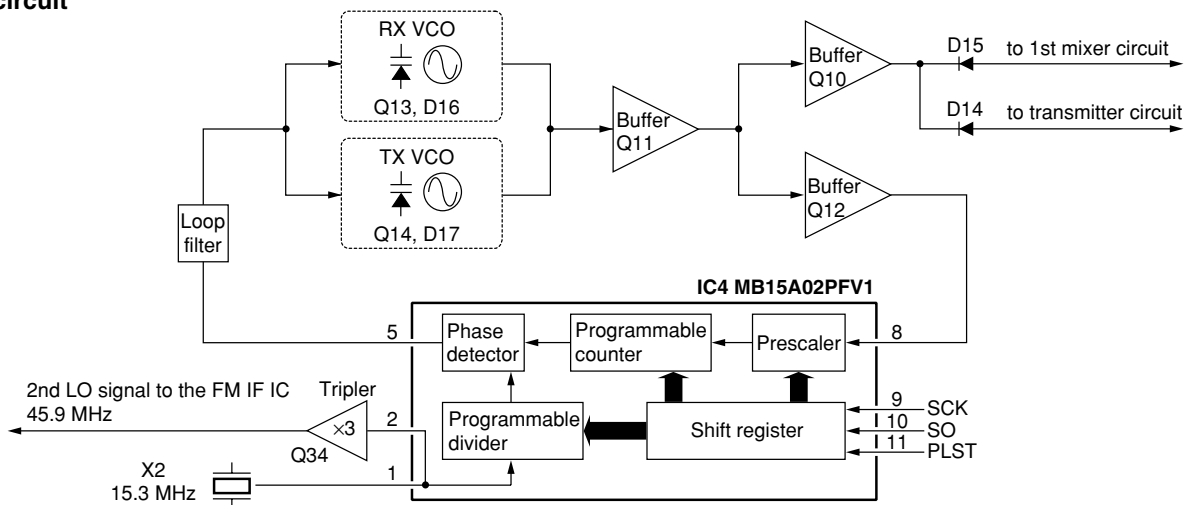 circuit
RX VCO
Q13, D16
TX VCO
Q14, D17
Loop
filter
Buffer
Q11
Buffer
Q10
Buffer
Q12
D15
to 1st mixer circuit
D14
to transmitter circuit
IC4 MB15A02PFV1
5
Phase
detector
Programmable
counter
Prescaler
8
2nd LO signal to the FM IF IC
45.9 MHz
Tripler
×3
Q34
2
Programmable
divider
Shift register
9
SCK
10
SO
11
PLST
X2
15.3 MHz
1